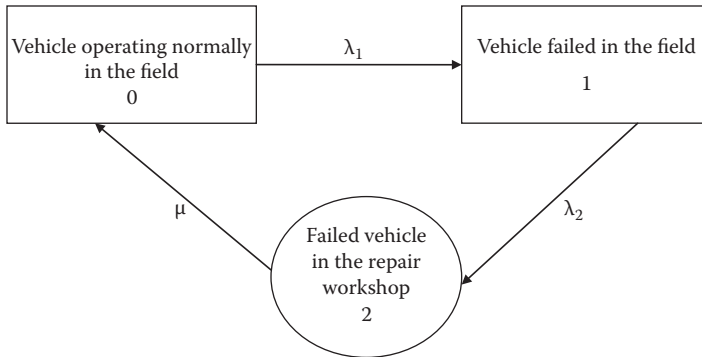 Vehicle operating normally
in the field
0
λ1
Vehicle failed in the field
1
μ
λ2
Failed vehicle
in the repair
workshop
2